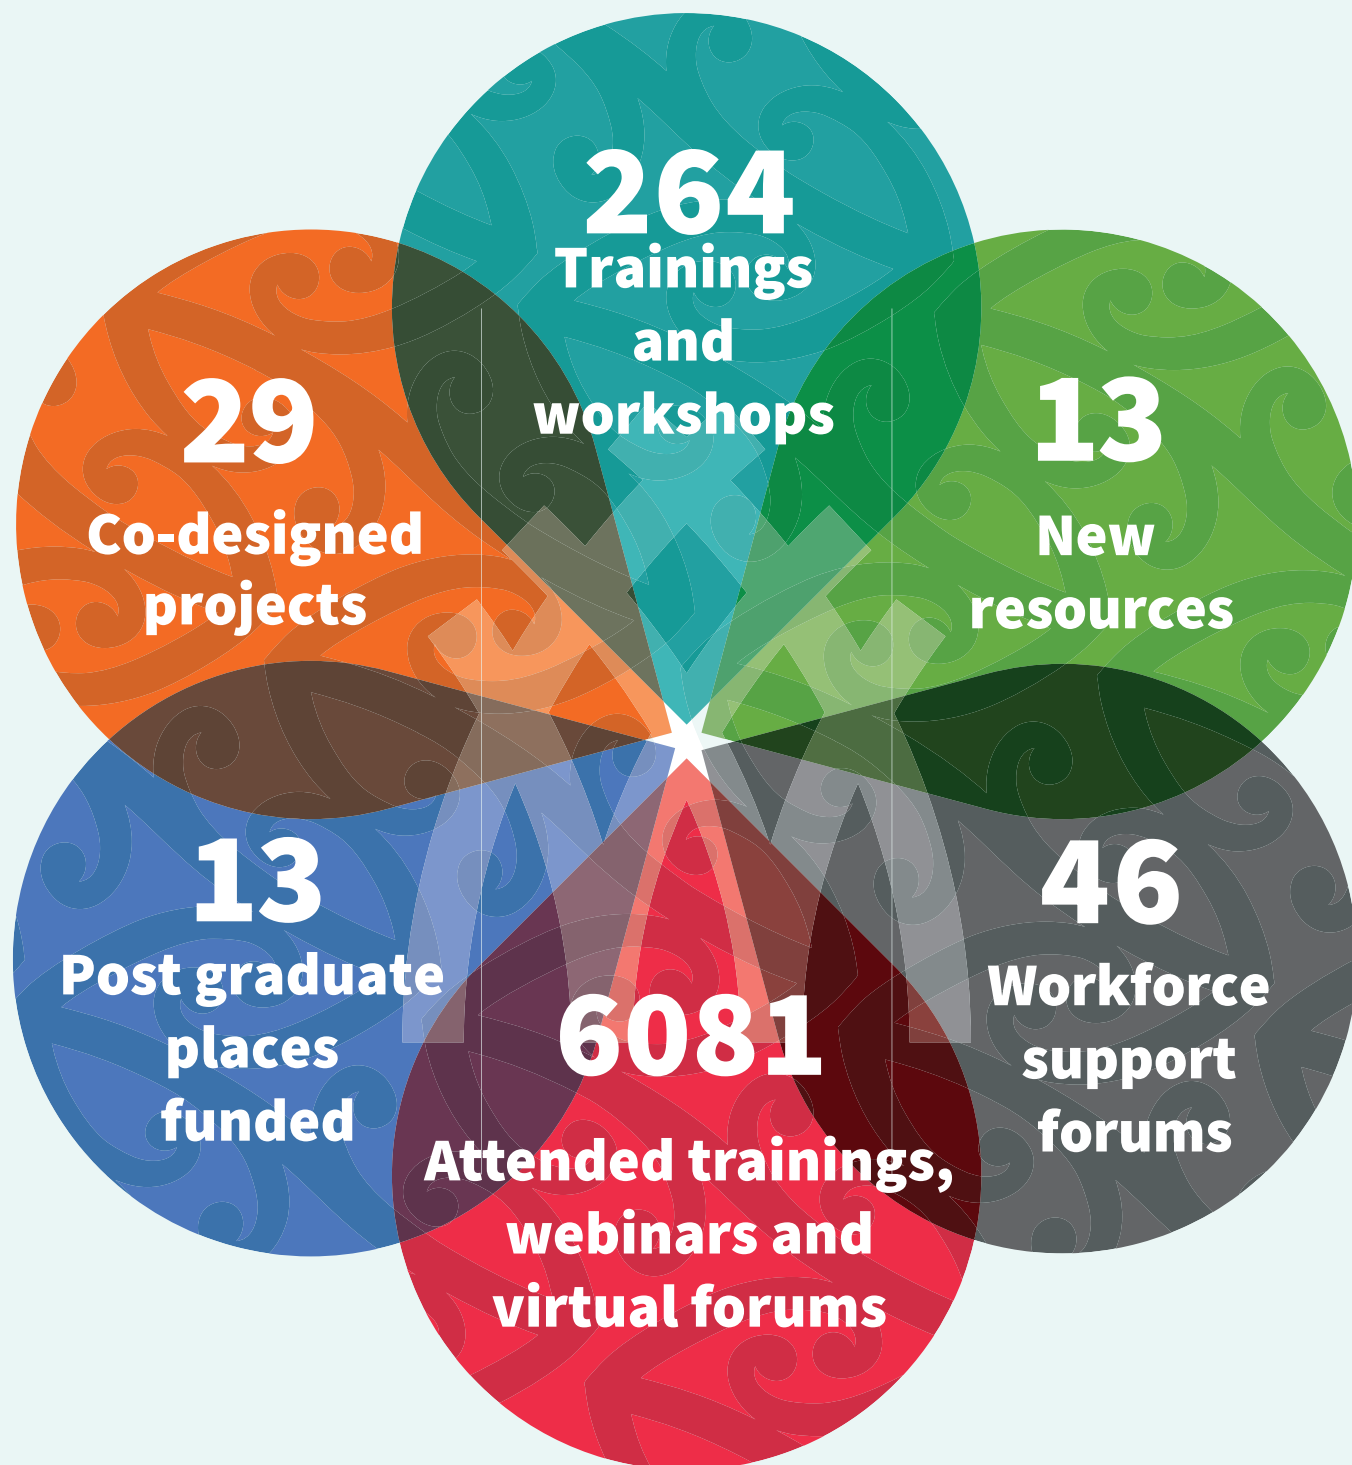 264
Trainings
and
workshops
29
Co-designed
projects
13
New
resources
13
Post graduate
places
funded
46
Workforce
support
forums
6081
Attended trainings,
webinars and
virtual forums